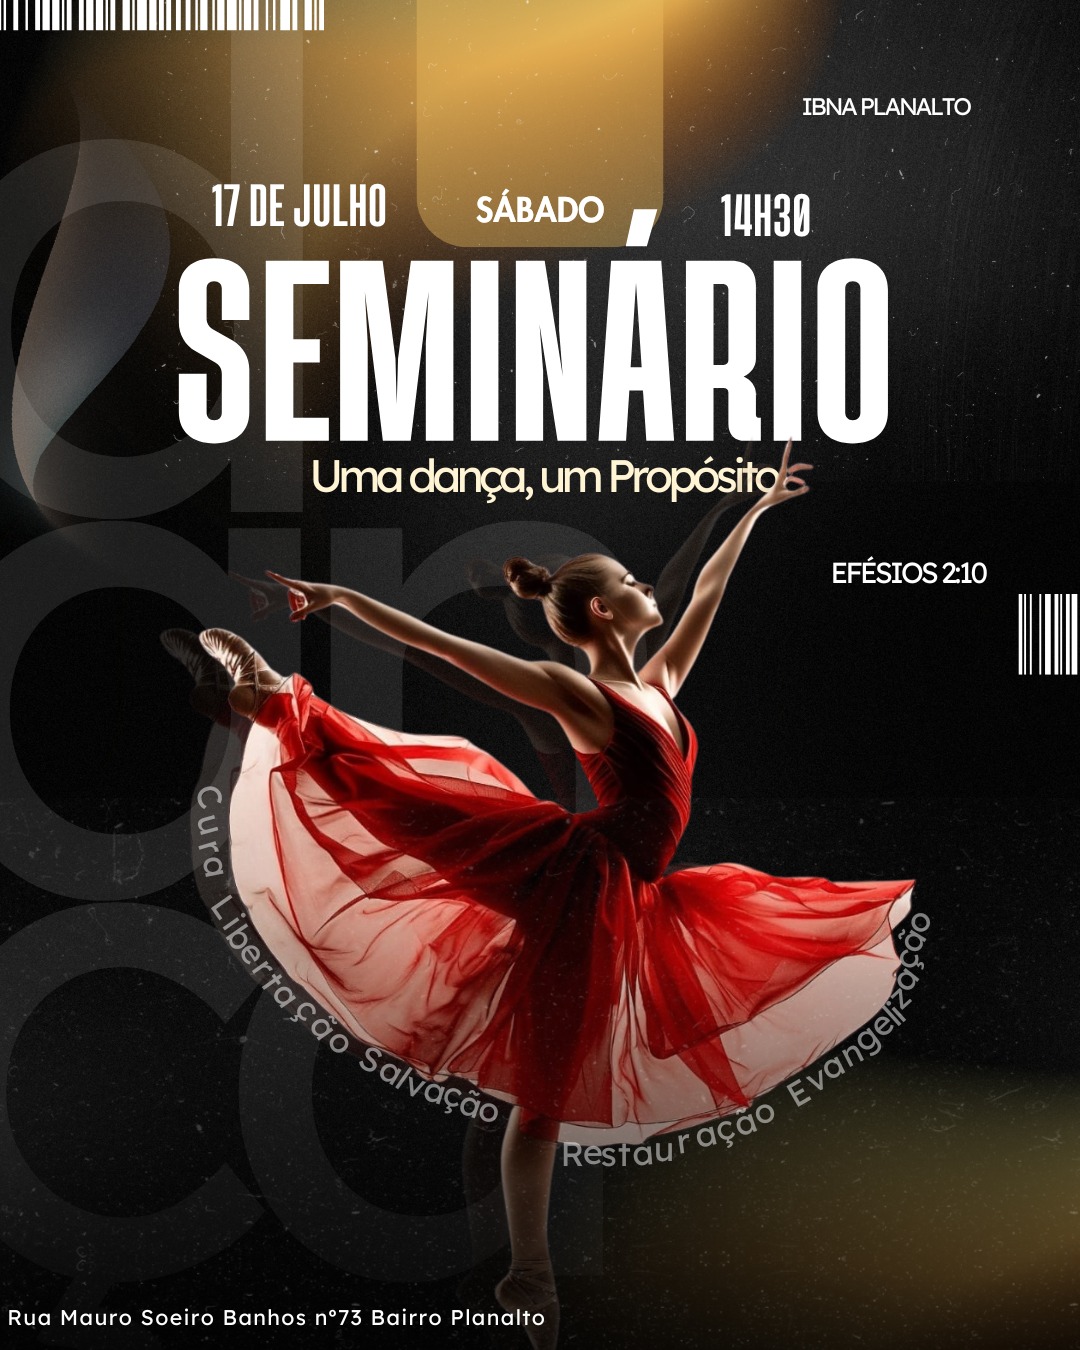 IBNA PLANALTO
17 DE JULHO
SÁBADO
14H30
SEMINÁRIO
Uma dança, um Propósito
EFÉSIOS 2:10
Cura Libertação Salvação Restauração Evangelização
dança
Rua Mauro Soeiro Banhos nº73 Bairro Planalto